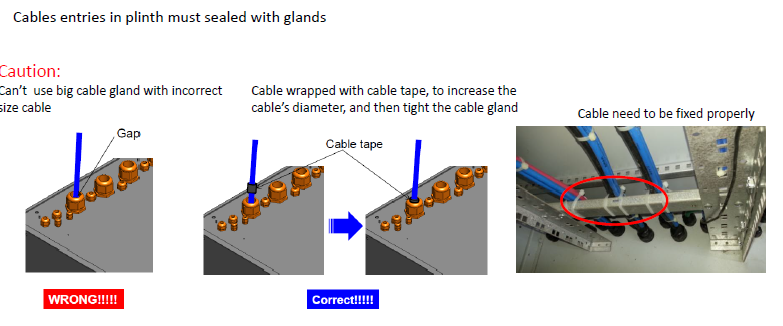 Cables entries in plinth must sealed with glands
Caution:
Can't use big cable gland with incorrect
size cable
Cable wrapped with cable tape, to increase the
cable's diameter, and then tight the cable gland
Cable need to be fixed properly
Gap
Cable tape
WRONG!!!!!
Correct!!!!!